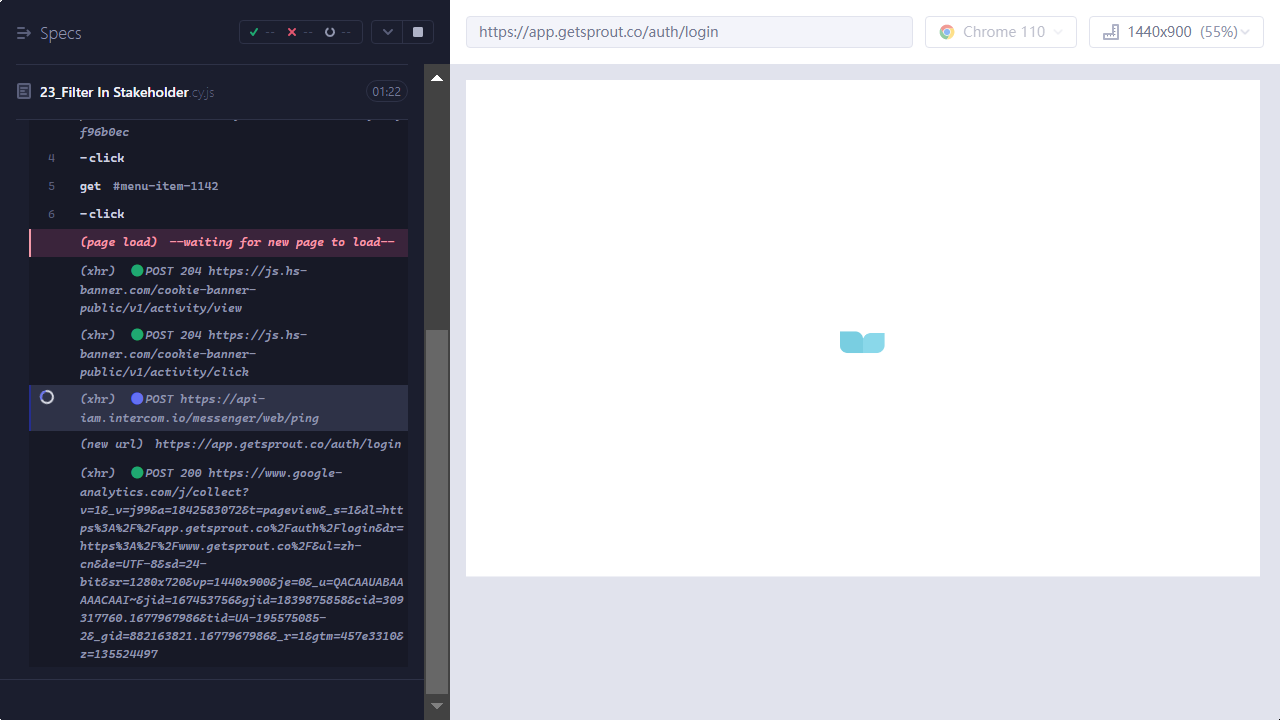 Specs
--
--
--
https://app.getsprout.co/auth/login
Chrome 110
1440x900 (55%)
23_Filter In Stakeholder.cy.js
01:22
f96b0ec
4 -click
5 get #menu-item-1142
6 -click
(page load) --waiting for new page to load--
(xhr) POST 204 https://js.hs-
banner.com/cookie-banner-
public/v1/activity/view
(xhr) POST 204 https://js.hs-
banner.com/cookie-banner-
public/v1/activity/click
(xhr) POST https://api-
iam.intercom.io/messenger/web/ping
(new url) https://app.getsprout.co/auth/login
(xhr) POST 200 https://www.google-
analytics.com/j/collect?
v=1&_v=j99&a=1842583072&t=pageview&_s=1&dl=htt
ps%3A%2F%2Fapp.getsprout.co%2Fauth%2Flogin&dr=
https%3A%2F%2Fwww.getsprout.co%2F&ul=zh-
cn&de=UTF-8&sd=24-
bit&sr=1280x720&vp=1440x900&je=0&_u=QACAAUABAA
AAACAAI~&jid=167453756&gjid=1839875858&cid=309
317760.1677967986&tid=UA-195575085-
2&_gid=882163821.1677967986&_r=1&gtm=457e3310&
z=135524497